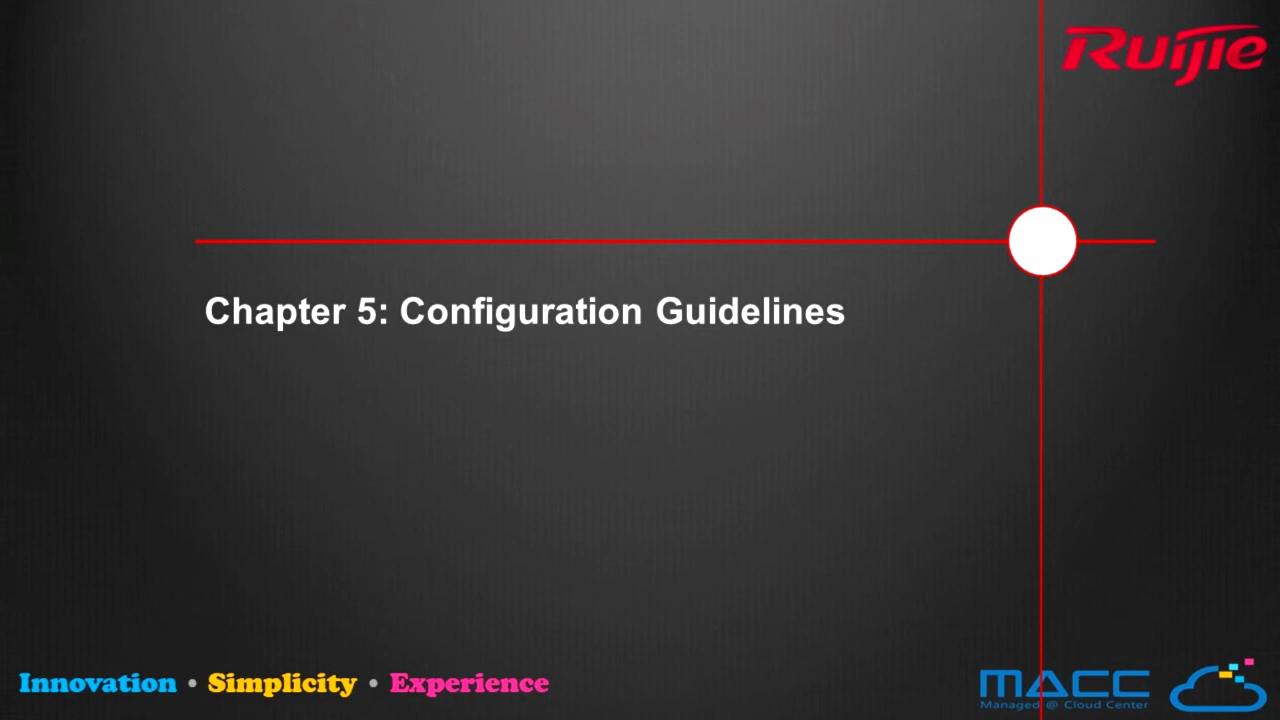 Ruijie
Chapter 5: Configuration Guidelines
Innovation • Simplicity • Experience
MACC
Managed @ Cloud Center